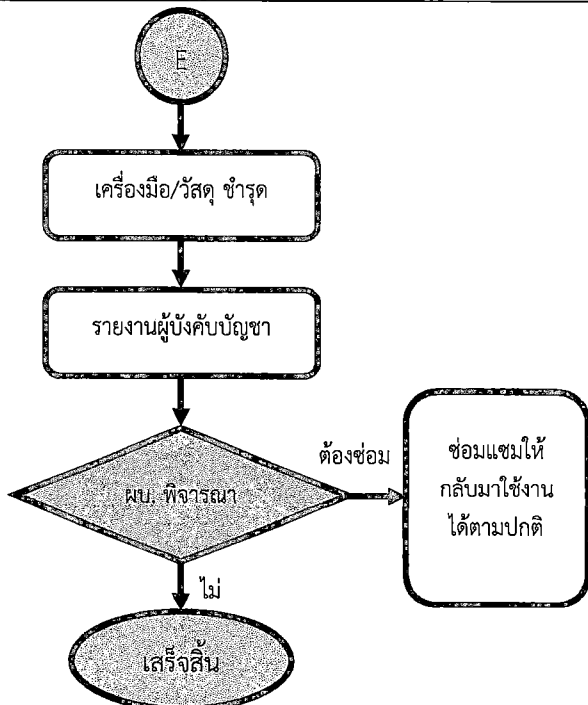 E
เครื่องมือ/วัสดุ ชำรุด
รายงานผู้บังคับบัญชา
ผบ. พิจารณา
ต้องซ่อม
ซ่อมแซมให้
กลับมาใช้งาน
ได้ตามปกติ
ไม่
เสร็จสิ้น